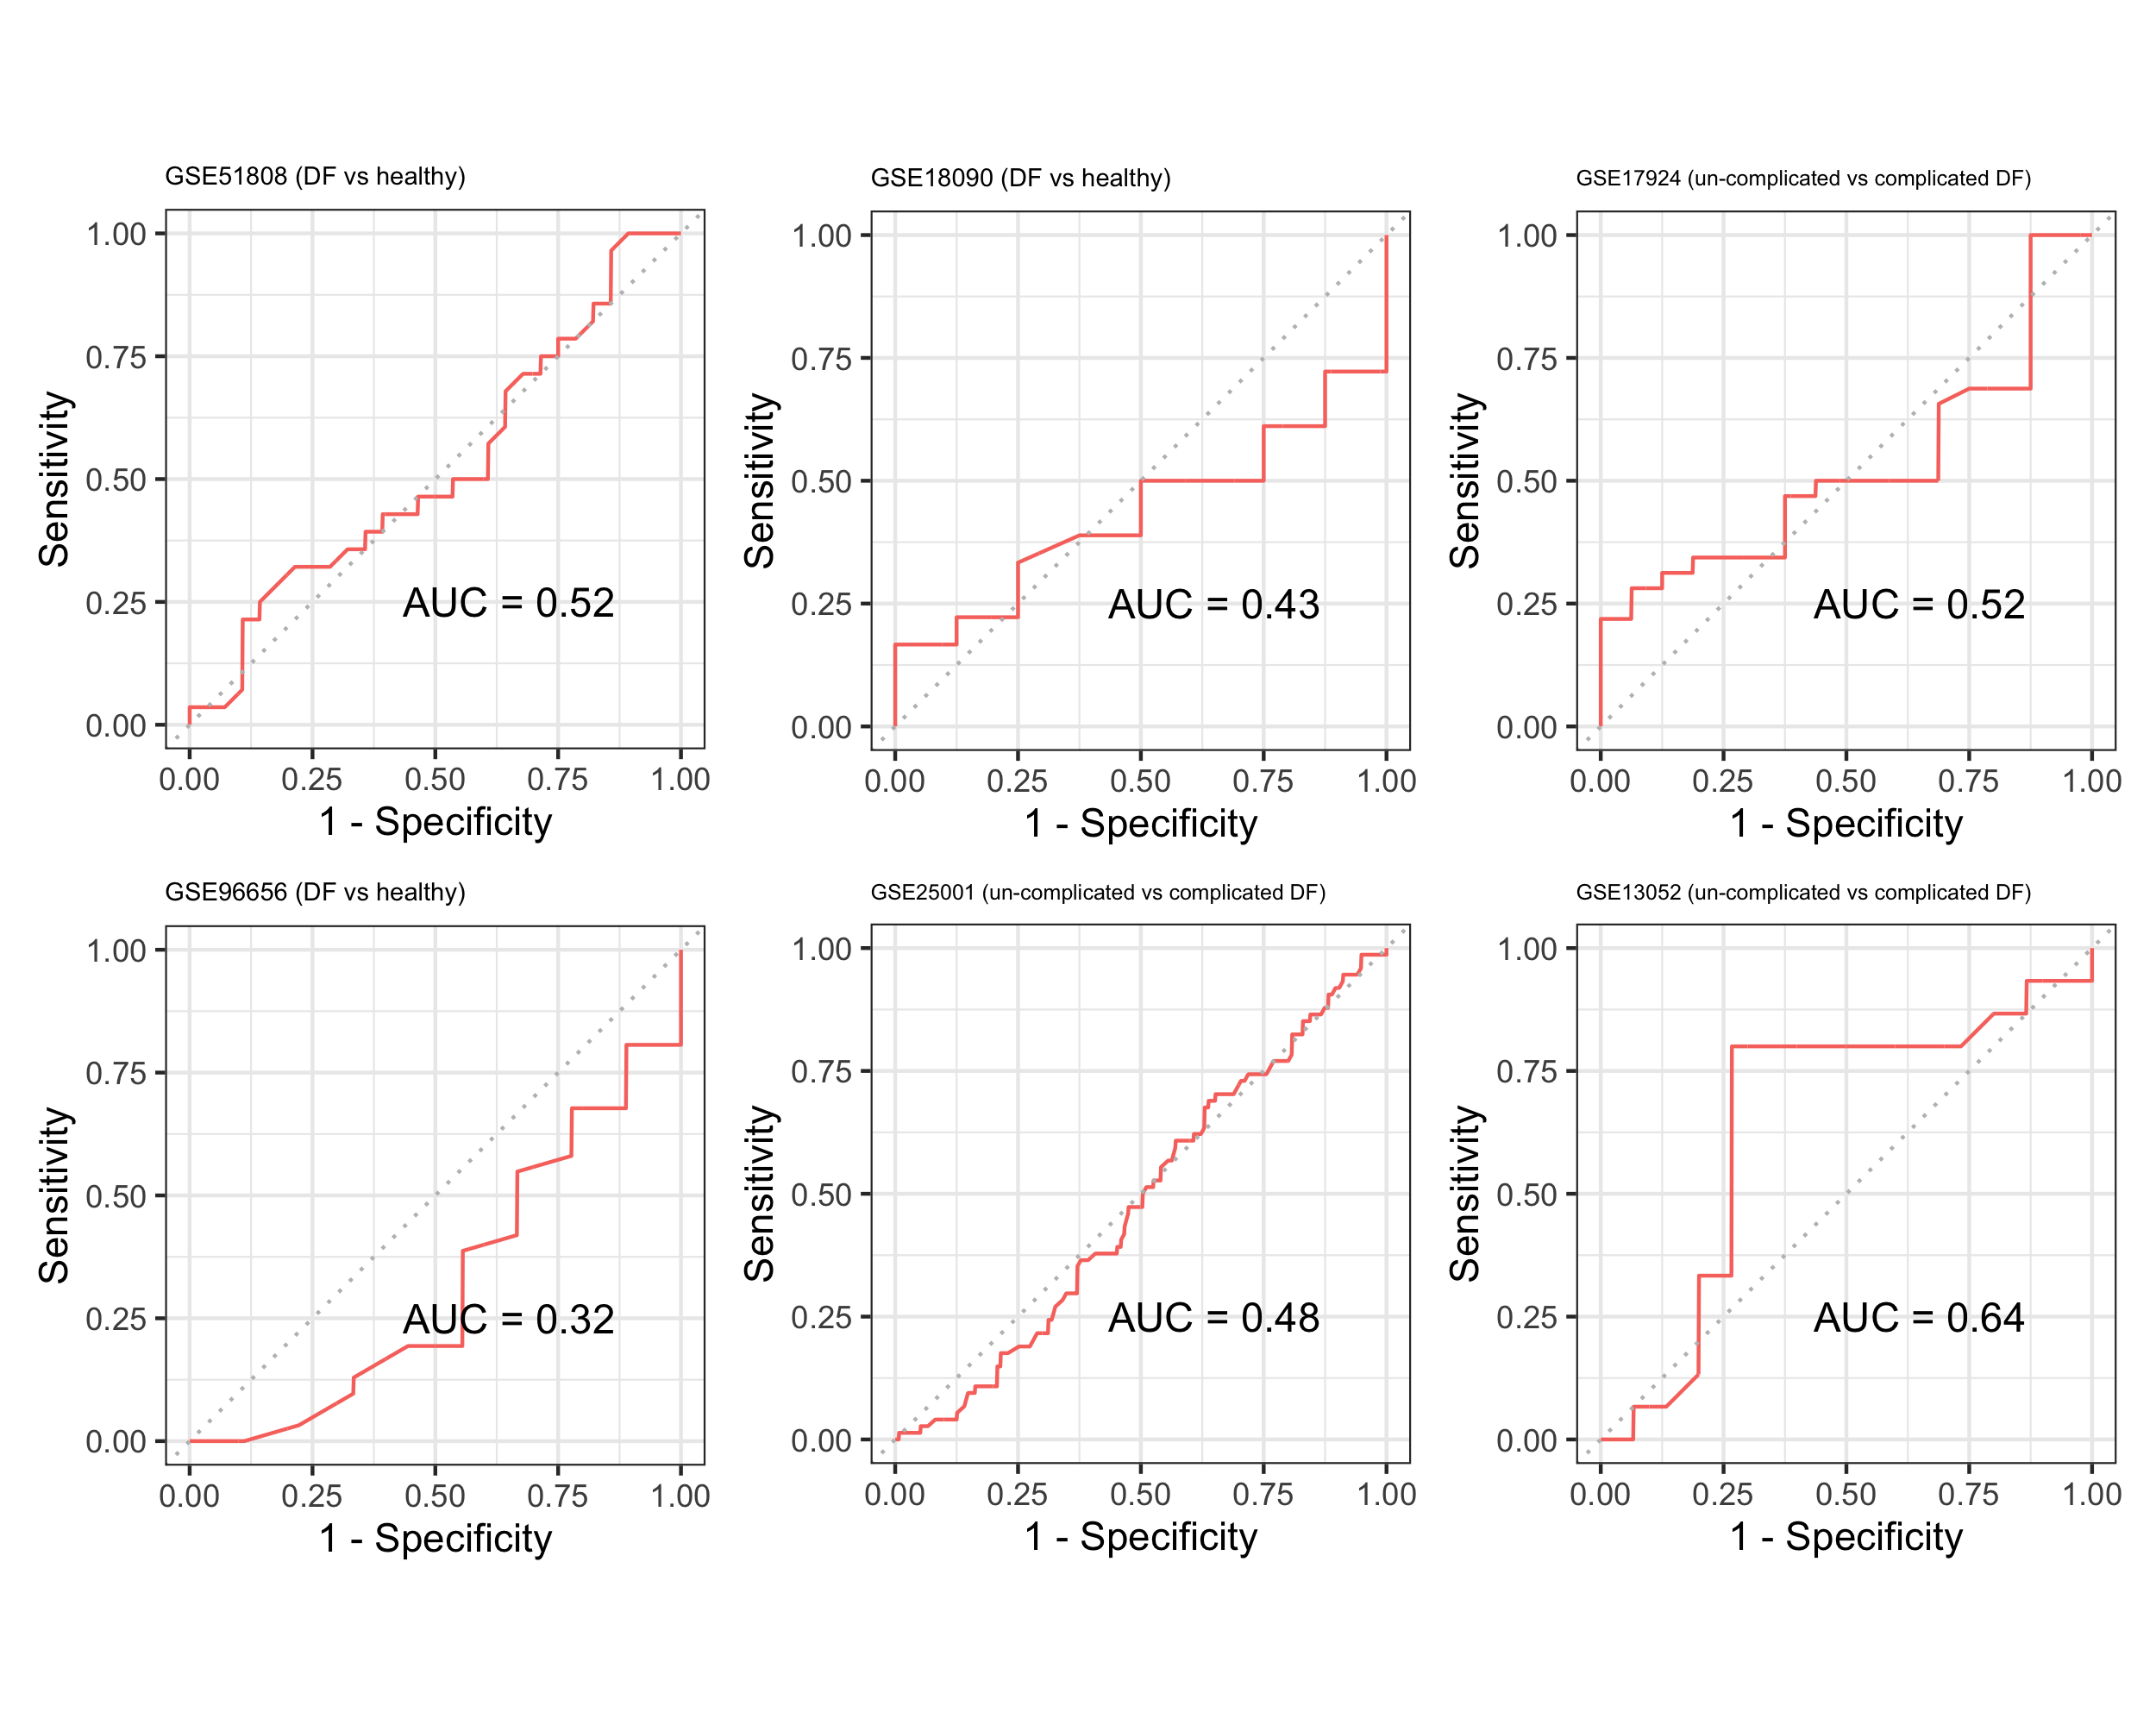 GSE51808 (DF vs healthy)
1.00
0.75
0.50
0.25
0.00
Sensitivity
AUC = 0.52
0.00 0.25 0.50 0.75 1.00
1 - Specificity
GSE18090 (DF vs healthy)
1.00
0.75
0.50
0.25
0.00
Sensitivity
AUC = 0.43
0.00 0.25 0.50 0.75 1.00
1 - Specificity
GSE17924 (un-complicated vs complicated DF)
1.00
0.75
0.50
0.25
0.00
Sensitivity
AUC = 0.52
0.00 0.25 0.50 0.75 1.00
1 - Specificity
GSE96656 (DF vs healthy)
1.00
0.75
0.50
0.25
0.00
Sensitivity
AUC = 0.32
0.00 0.25 0.50 0.75 1.00
1 - Specificity
GSE25001 (un-complicated vs complicated DF)
1.00
0.75
0.50
0.25
0.00
Sensitivity
AUC = 0.48
0.00 0.25 0.50 0.75 1.00
1 - Specificity
GSE13052 (un-complicated vs complicated DF)
1.00
0.75
0.50
0.25
0.00
Sensitivity
AUC = 0.64
0.00 0.25 0.50 0.75 1.00
1 - Specificity